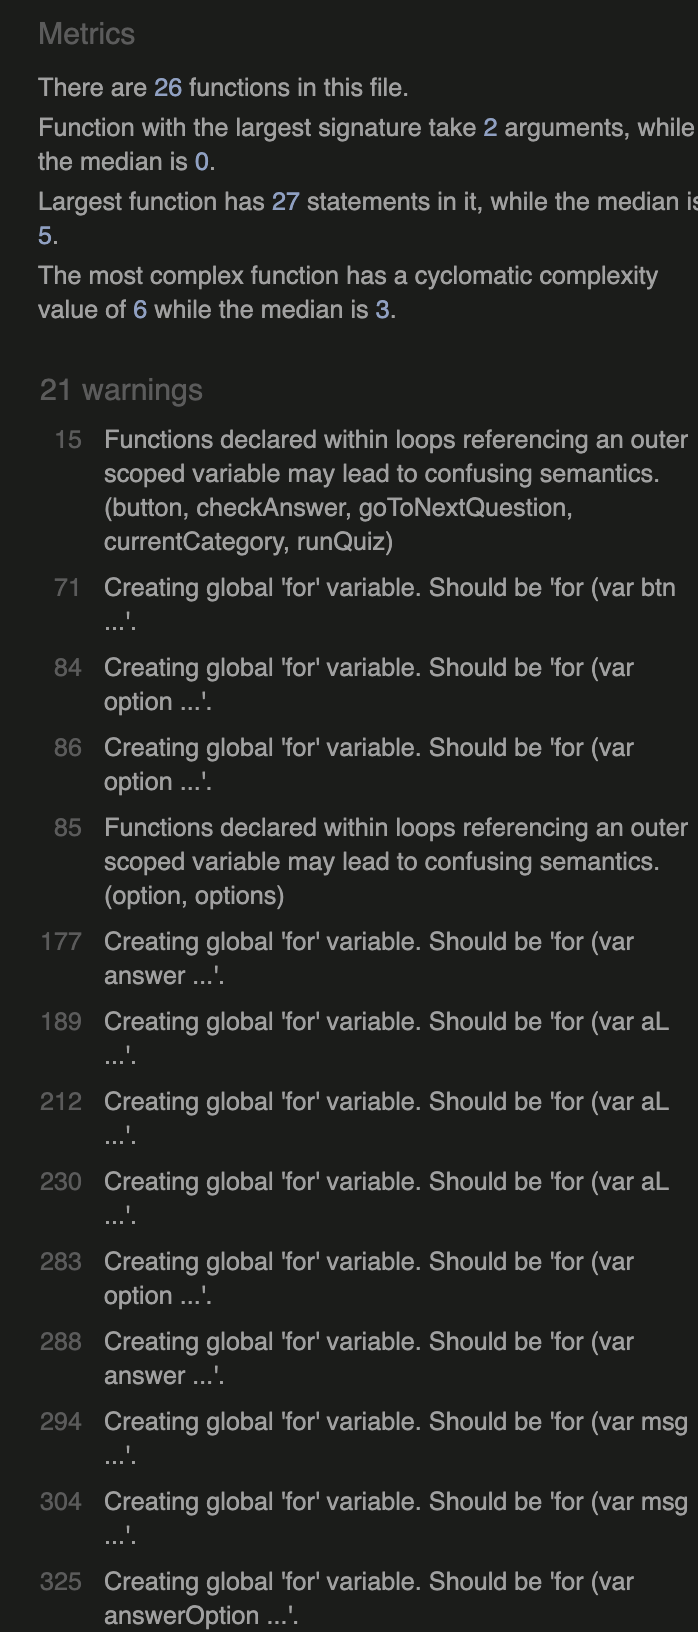 Metrics
There are 26 functions in this file.
Function with the largest signature take 2 arguments, while
the median is 0.
Largest function has 27 statements in it, while the median is
5.
The most complex function has a cyclomatic complexity
value of 6 while the median is 3.
21 warnings
15 Functions declared within loops referencing an outer
scoped variable may lead to confusing semantics.
(button, checkAnswer, goToNextQuestion,
currentCategory, runQuiz)
71 Creating global 'for' variable. Should be 'for (var btn
...'.
84 Creating global 'for' variable. Should be 'for (var
option ...'.
86 Creating global 'for' variable. Should be 'for (var
option ...'.
85 Functions declared within loops referencing an outer
scoped variable may lead to confusing semantics.
(option, options)
177 Creating global 'for' variable. Should be 'for (var
answer ...'.
189 Creating global 'for' variable. Should be 'for (var aL
...'.
212 Creating global 'for' variable. Should be 'for (var aL
...'.
230 Creating global 'for' variable. Should be 'for (var aL
...'.
283 Creating global 'for' variable. Should be 'for (var
option ...'.
288 Creating global 'for' variable. Should be 'for (var
answer ...'.
294 Creating global 'for' variable. Should be 'for (var msg
...'.
304 Creating global 'for' variable. Should be 'for (var msg
...'.
325 Creating global 'for' variable. Should be 'for (var
answerOption ...'.